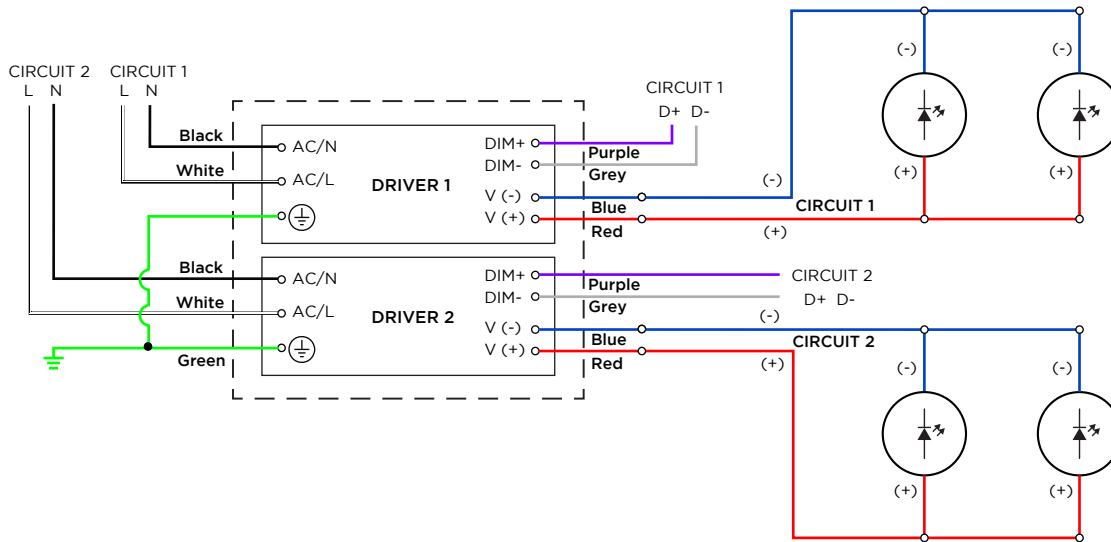 CIRCUIT 2 CIRCUIT 1
L N L N
Black
White
AC/N
AC/L
DRIVER 1
DIM+
DIM-
V (-)
V (+)
Purple
Grey
Blue
Red
CIRCUIT 1
D+ D-
(-)
CIRCUIT 1
(+)
(-)
(-)
(+)
(+)
Black
White
Green
AC/N
AC/L
DRIVER 2
DIM+
DIM-
V (-)
V (+)
Purple
Grey
Blue
Red
CIRCUIT 2
D+ D-
(-)
CIRCUIT 2
(+)
(-)
(-)
(+)
(+)